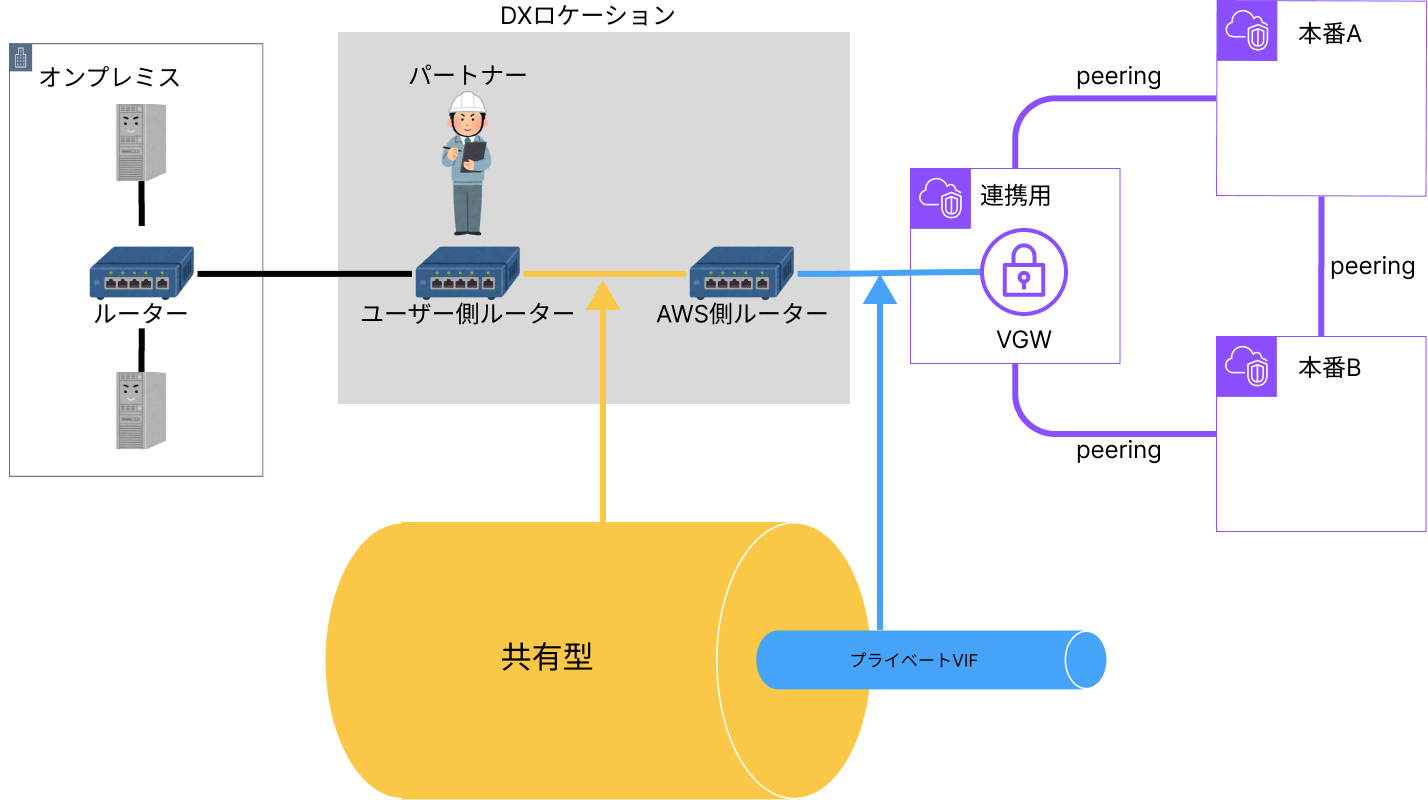 DXロケーション
オンプレミス
パートナー
ルーター
ユーザー側ルーター
AWS側ルーター
連携用
VGW
peering
本番A
peering
本番B
peering
共有型
プライベートVIF